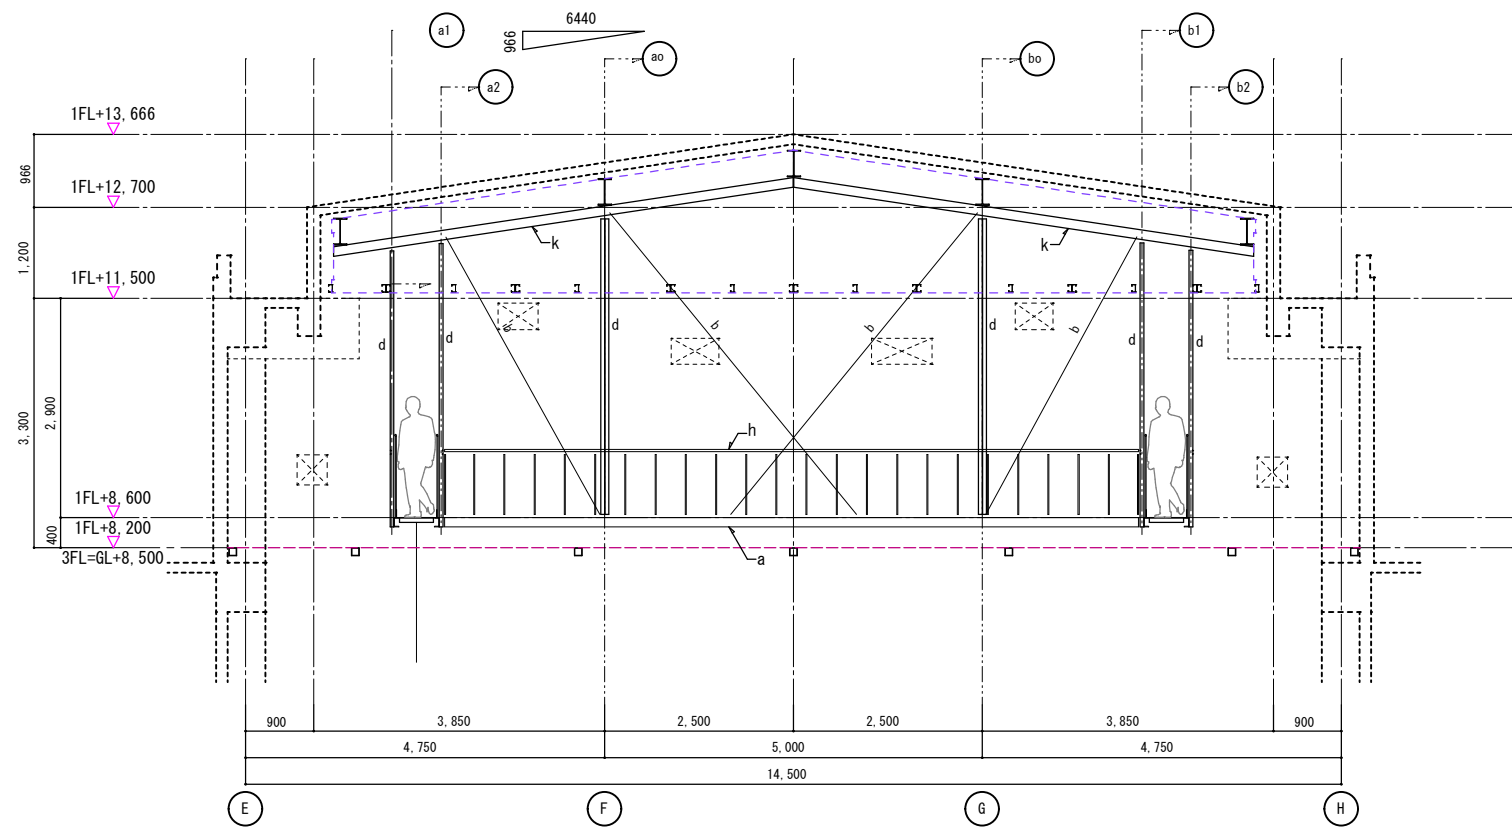 a1
6440
966
b1
ao
bo
a2
b2
1FL+13,666
966
1FL+12,700
1,200
k
k
1FL+11,500
d
d
b
d
b
b
d
b
d
d
3,300
2,900
h
1FL+8,600
400
1FL+8,200
3FL=GL+8,500
a
900
3,850
2,500
2,500
3,850
900
4,750
5,000
4,750
14,500
E
F
G
H